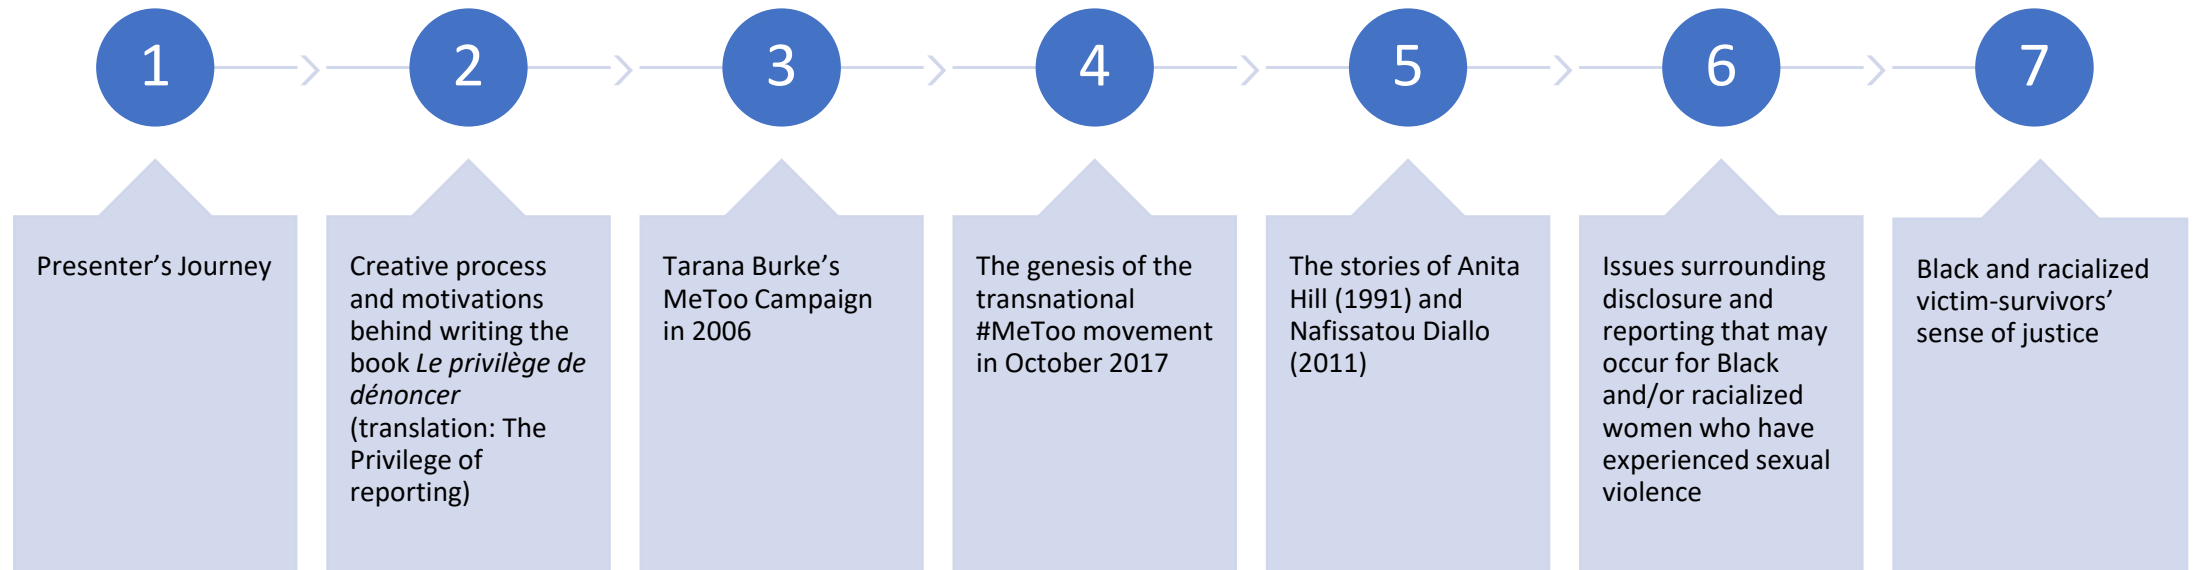 1
Presenter's Journey
2
Creative process
and motivations
behind writing the
book Le privilège de
dénoncer
(translation: The
Privilege of
reporting)
3
Tarana Burke's
MeToo Campaign
in 2006
4
The genesis of the
transnational
#MeToo movement
in October 2017
5
The stories of Anita
Hill (1991) and
Nafissatou Diallo
(2011)
6
Issues surrounding
disclosure and
reporting that may
occur for Black
and/or racialized
women who have
experienced sexual
violence
7
Black and racialized
victim-survivors'
sense of justice